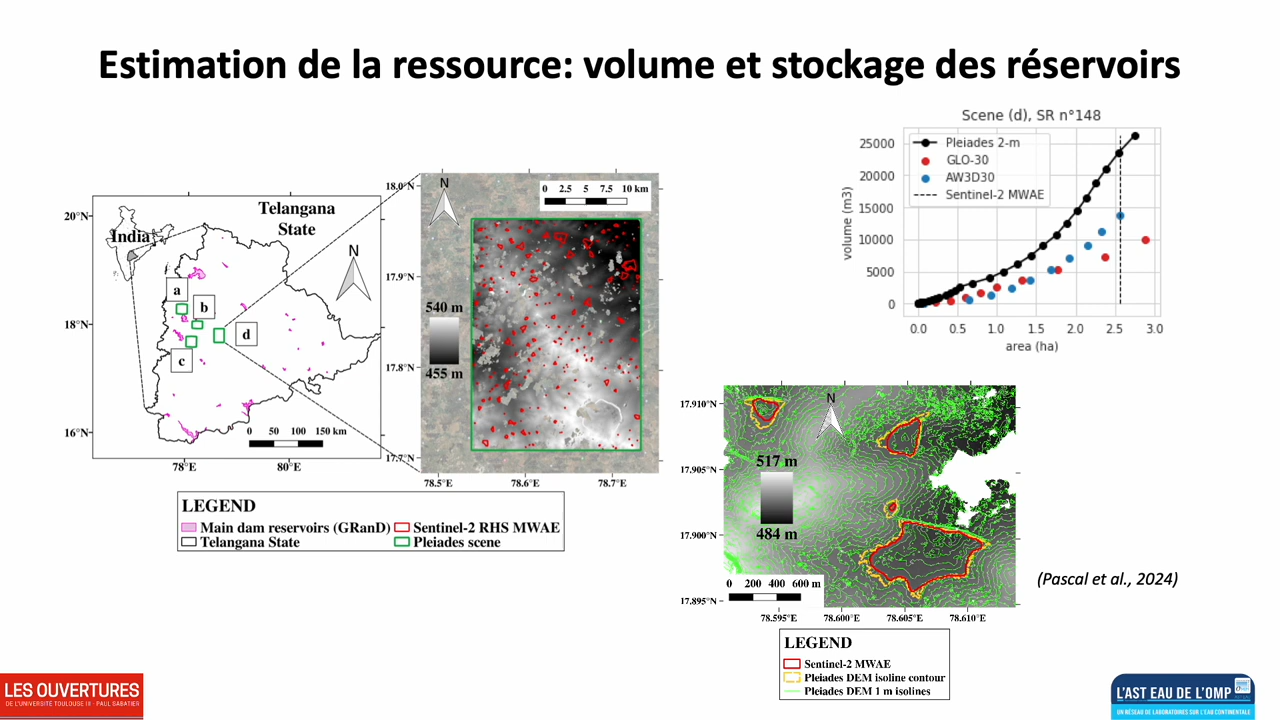 Estimation de la ressource: volume et stockage des réservoirs
20°N
18°N
16°N
78°E
80°E
India
Telangana
State
N
a
b
c
d
0 50 100 150 km
18.0°N
17.9°N
17.8°N
17.7°N
78.5°E
78.6°E
78.7°E
N
0 2.5 5 7.5 10 km
540 m
455 m
LEGEND
Main dam reservoirs (GRanD)
Sentinel-2 RHS MWAE
Telangana State
Pleiades scene
Scene (d), SR n°148
Pleiades 2-m
GLO-30
AW3D30
Sentinel-2 MWAE
volume (m3)
25000
20000
15000
10000
5000
0
0.0 0.5 1.0 1.5 2.0 2.5 3.0
area (ha)
17.910°N
17.905°N
17.900°N
17.895°N
N
517 m
484 m
0 200 400 600 m
78.595°E
78.600°E
78.605°E
78.610°E
LEGEND
Sentinel-2 MWAE
Pleiades DEM isoline contour
Pleiades DEM 1 m isolines
(Pascal et al., 2024)
LES OUVERTURES
DE L'UNIVERSITÉ TOULOUSE III - PAUL SABATIER
L'AST EAU DE L'OMP
UN RÉSEAU DE LABORATOIRES SUR L'EAU CONTINENTALE